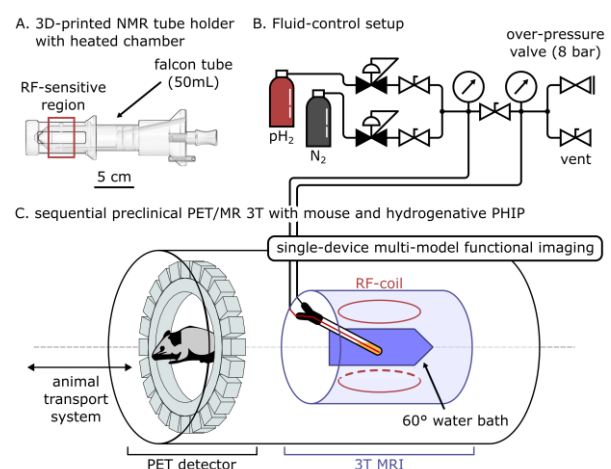 A. 3D-printed NMR tube holder
with heated chamber
falcon tube
(50mL)
RF-sensitive
region
5 cm
B. Fluid-control setup
over-pressure
valve (8 bar)
pH₂
N₂
vent
C. sequential preclinical PET/MR 3T with mouse and hydrogenative PHIP
single-device multi-model functional imaging
RF-coil
animal
transport
system
60° water bath
PET detector
3T MRI